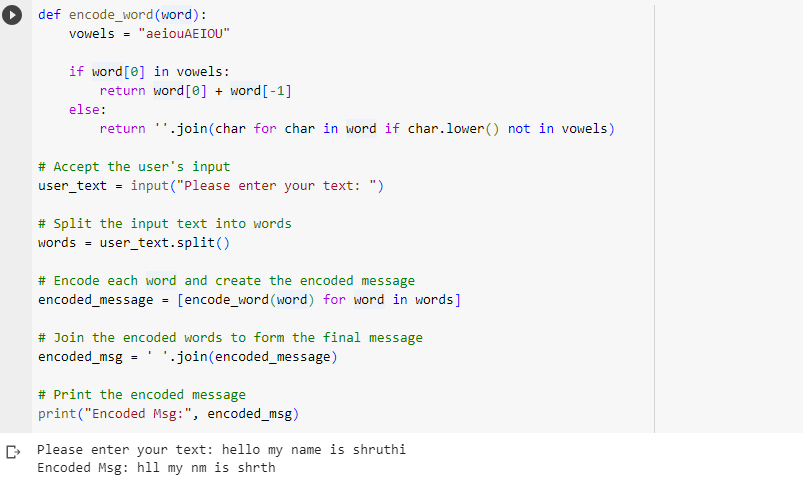 def encode_word(word):
    vowels = "aeiouAEIOU"

    if word[0] in vowels:
        return word[0] + word[-1]
    else:
        return ''.join(char for char in word if char.lower() not in vowels)

# Accept the user's input
user_text = input("Please enter your text: ")

# Split the input text into words
words = user_text.split()

# Encode each word and create the encoded message
encoded_message = [encode_word(word) for word in words]

# Join the encoded words to form the final message
encoded_msg = ' '.join(encoded_message)

# Print the encoded message
print("Encoded Msg:", encoded_msg)

Please enter your text: hello my name is shruthi
Encoded Msg: hll my nm is shrth